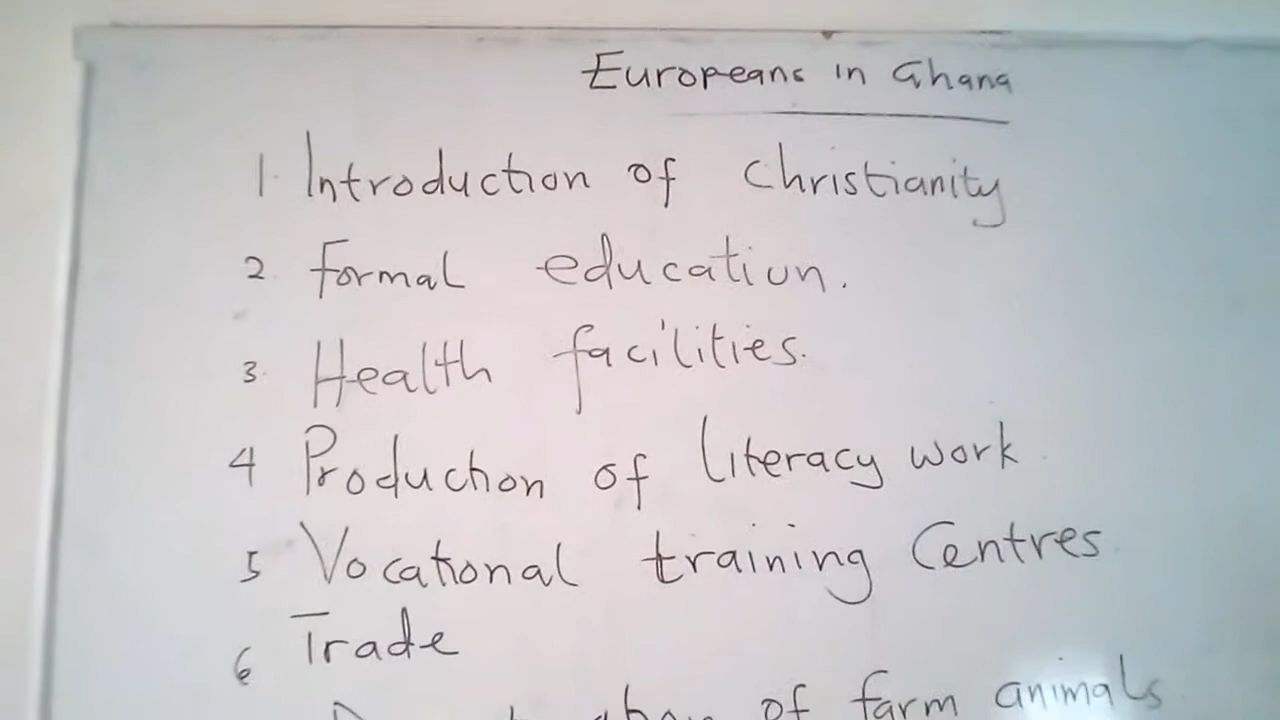 Europeans in Ghana
1. Introduction of Christianity
2 Formal education.
3. Health facilities.
4 Production of literacy work
5 Vocational training Centres
6 Trade
of farm animals